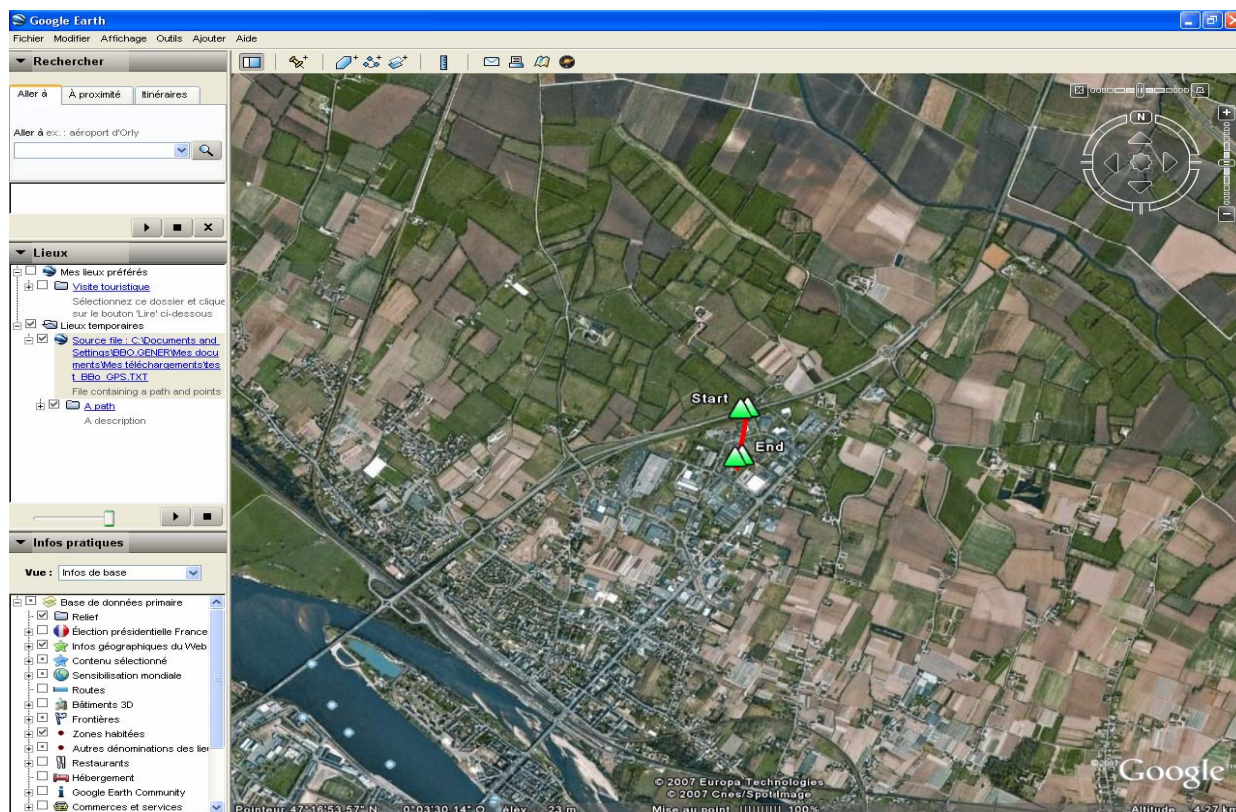 Google Earth
Fichier Modifier Affichage Outils Ajouter Aide
Rechercher
Aller à À proximité Itinéraires
Aller à ex. : aéroport d'Orly
Lieux
Mes lieux préférés
Visite touristique
Sélectionnez ce dossier et clique
sur le bouton 'Lire' ci-dessous
Lieux temporaires
Source file : C:\Documents and
Settings\BBO.GENER\Mes docu
ments\Mes téléchargements\tes
t_BBo_GPS.TXT
File containing a path and points
A path
A description
Infos pratiques
Vue : Infos de base
Base de données primaire
Relief
Élection présidentielle France
Infos géographiques du Web
Contenu sélectionné
Sensibilisation mondiale
Routes
Bâtiments 3D
Frontières
Zones habitées
Autres dénominations des lieu
Restaurants
Hébergement
Google Earth Community
Commerces et services
N
Start
End
© 2007 Europa Technologies
© 2007 Cnes/Spot Image
©2007 Google™
Pointeur 47°16'53.57" N 0°03'30.14" O élév. 23 m Mise au point |||||||||| 100% Altitude 4.27 km